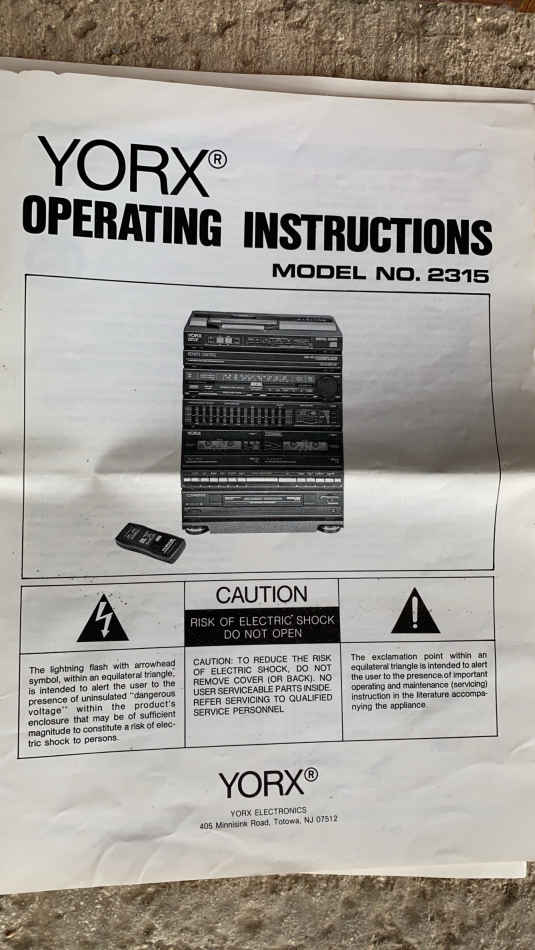 YORX®
OPERATING INSTRUCTIONS
MODEL NO. 2315
YORX
REMOTE CONTROL
YORX
CAUTION
RISK OF ELECTRIC SHOCK
DO NOT OPEN
The lightning flash with arrowhead
symbol, within an equilateral triangle,
is intended to alert the user to the
presence of uninsulated "dangerous
voltage" within the product's
enclosure that may be of sufficient
magnitude to constitute a risk of elec-
tric shock to persons.
CAUTION: TO REDUCE THE RISK
OF ELECTRIC SHOCK, DO NOT
REMOVE COVER (OR BACK). NO
USER SERVICEABLE PARTS INSIDE.
REFER SERVICING TO QUALIFIED
SERVICE PERSONNEL
The exclamation point within an
equilateral triangle is intended to alert
the user to the presence of important
operating and maintenance (servicing)
instruction in the literature accompa-
nying the appliance.
YORX®
YORX ELECTRONICS
405 Minnisink Road, Totowa, NJ 07512